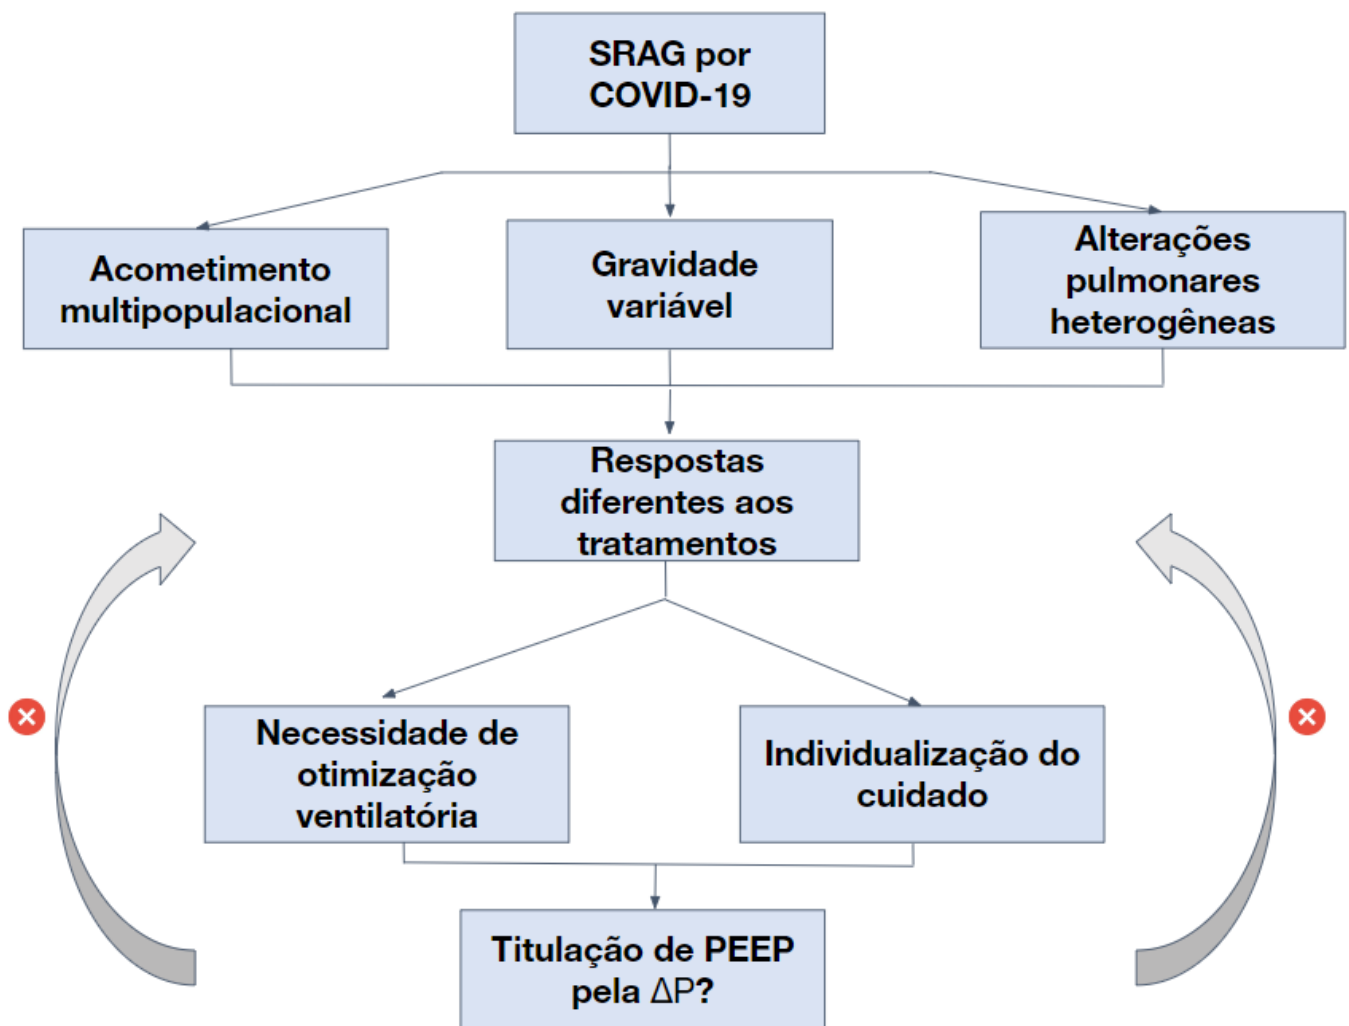 SRAG por
COVID-19
Acometimento
multipopulacional
Gravidade
variável
Alterações
pulmonares
heterogêneas
Respostas
diferentes aos
tratamentos
Necessidade de
otimização
ventilatória
Individualização do
cuidado
Titulação de PEEP
pela ΔP?